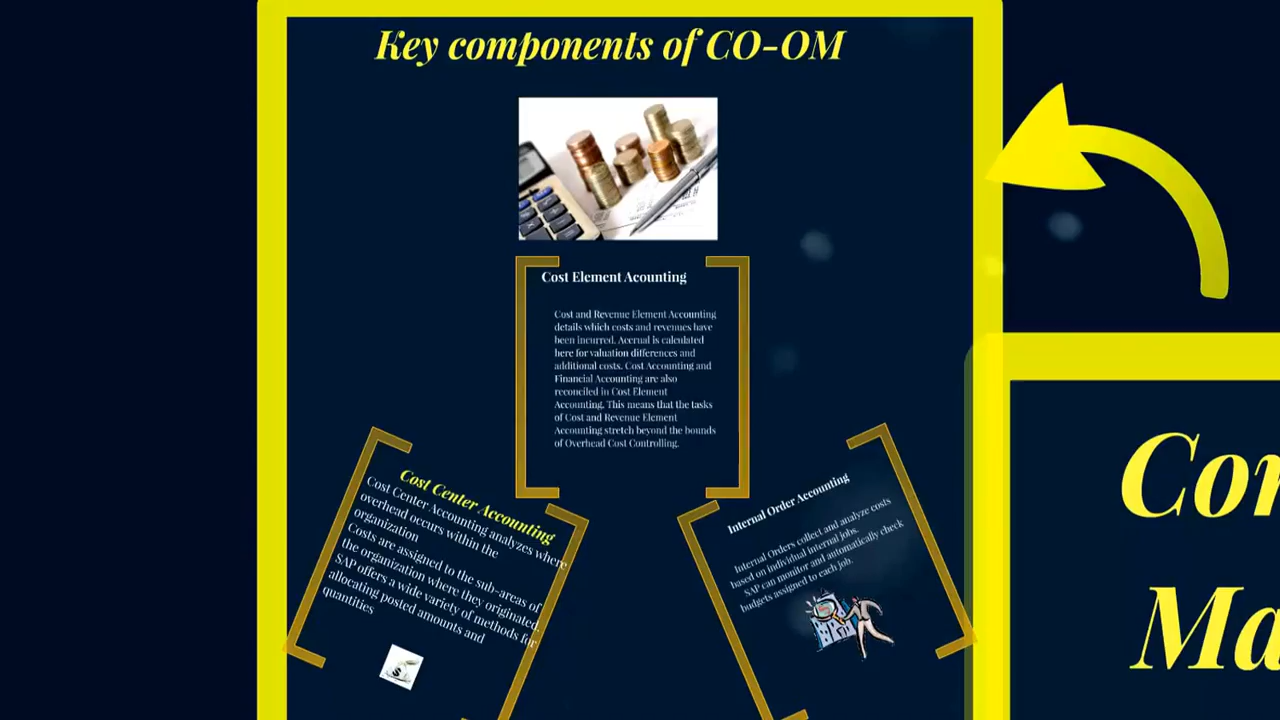 Key components of CO-OM
Cost Element Acounting
Cost and Revenue Element Accounting
details which costs and revenues have
been incurred. Accrual is calculated
here for valuation differences and
additional costs. Cost Accounting and
Financial Accounting are also
reconciled in Cost Element
Accounting. This means that the tasks
of Cost and Revenue Element
Accounting stretch beyond the bounds
of Overhead Cost Controlling.
Cost Center Accounting
Cost Center Accounting analyzes where
overhead occurs within the
organization
Costs are assigned to the sub-areas of
the organization where they originated.
SAP offers a wide variety of methods for
allocating posted amounts and
quantities
Internal Order Accounting
Internal Orders collect and analyze costs
based on individual internal jobs.
SAP can monitor and automatically check
budgets assigned to each job.
Con
Ma